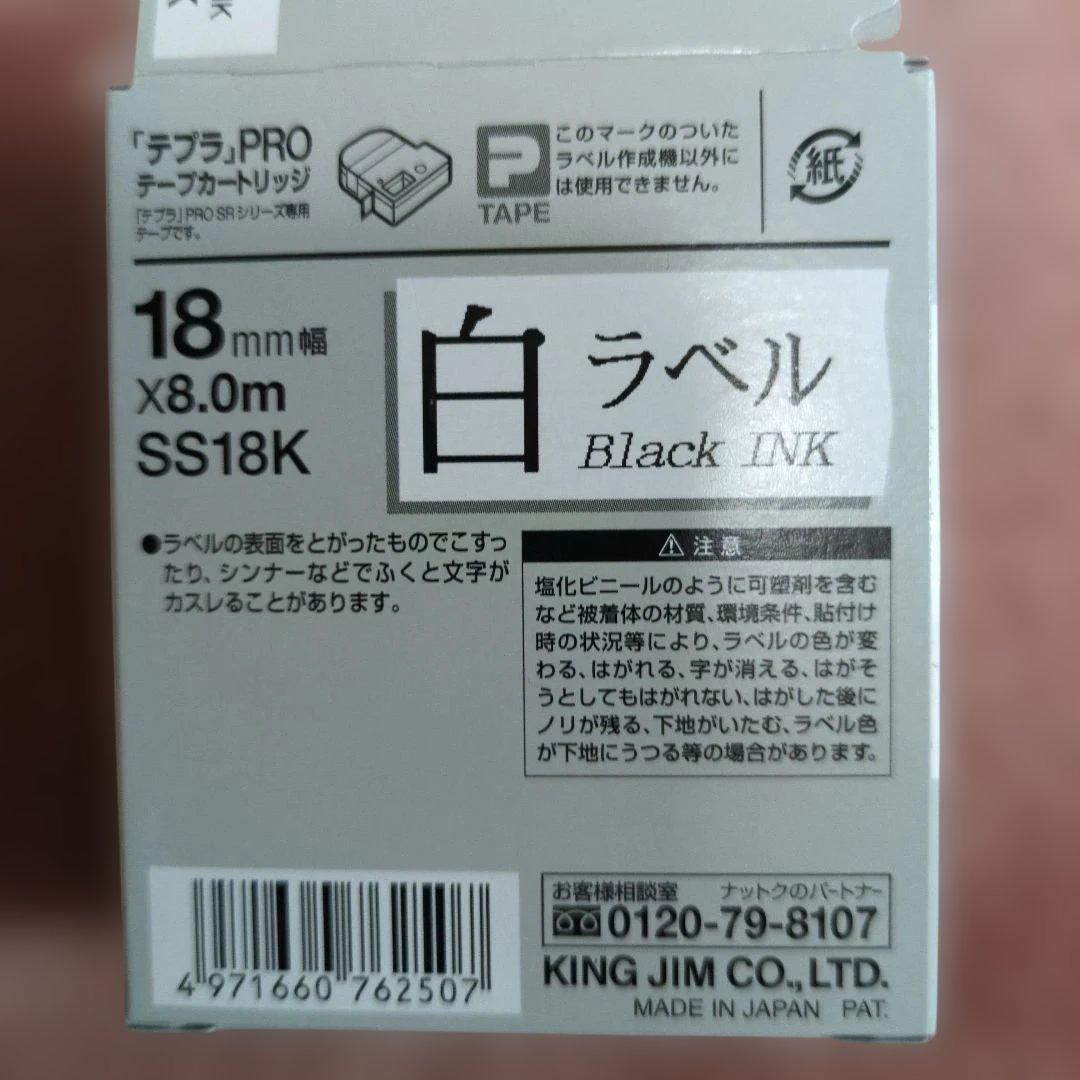 「テプラ」PRO
テープカートリッジ
「テプラ」PRO SRシリーズ専用
テープです。
TAPE
このマークのついた
ラベル作成機以外に
は使用できません。
紙
18mm幅
X8.0m
SS18K
白 ラベル
Black INK
●ラベルの表面をとがったものでこすっ
たり、シンナーなどでふくと文字が
カスレることがあります。
⚠注意
塩化ビニールのように可塑剤を含む
など被着体の材質、環境条件、貼付け
時の状況等により、ラベルの色が変
わる、はがれる、字が消える、はがそ
うとしてもはがれない、はがした後に
ノリが残る、下地がいたむ、ラベル色
が下地にうつる等の場合があります。
4 971660 762507
お客様相談室 ナットクのパートナー
0120-79-8107
KING JIM CO.,LTD.
MADE IN JAPAN PAT.